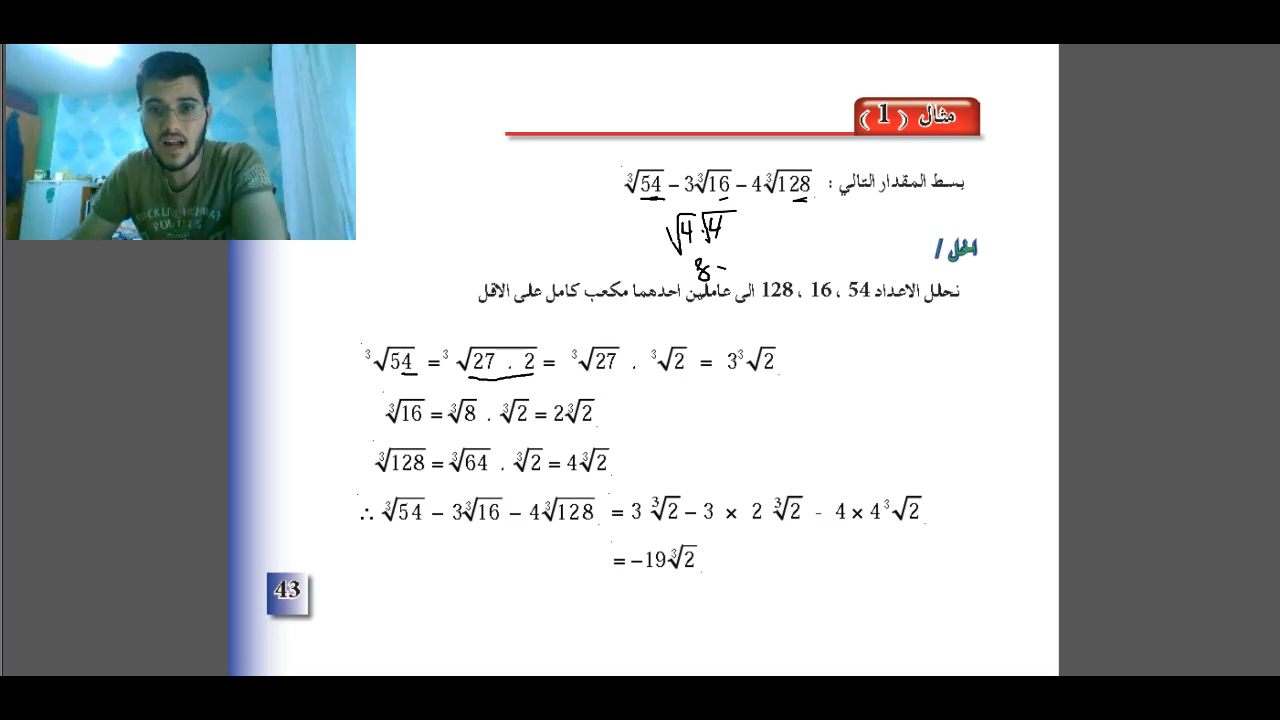 مثال ( 1 )
بسط المقدار التالي : ∛54 − 3∛16 − 4∛128
√4 . √4
8
الحل /
نحلل الاعداد 54 ، 16 ، 128 الى عاملين احدهما مكعب كامل على الاقل
∛54 = ∛27 . 2 = ∛27 . ∛2 = 3∛2
∛16 = ∛8 . ∛2 = 2∛2
∛128 = ∛64 . ∛2 = 4∛2
∴ ∛54 − 3∛16 − 4∛128 = 3 ∛2 − 3 × 2 ∛2 - 4 × 4∛2
= −19∛2
43